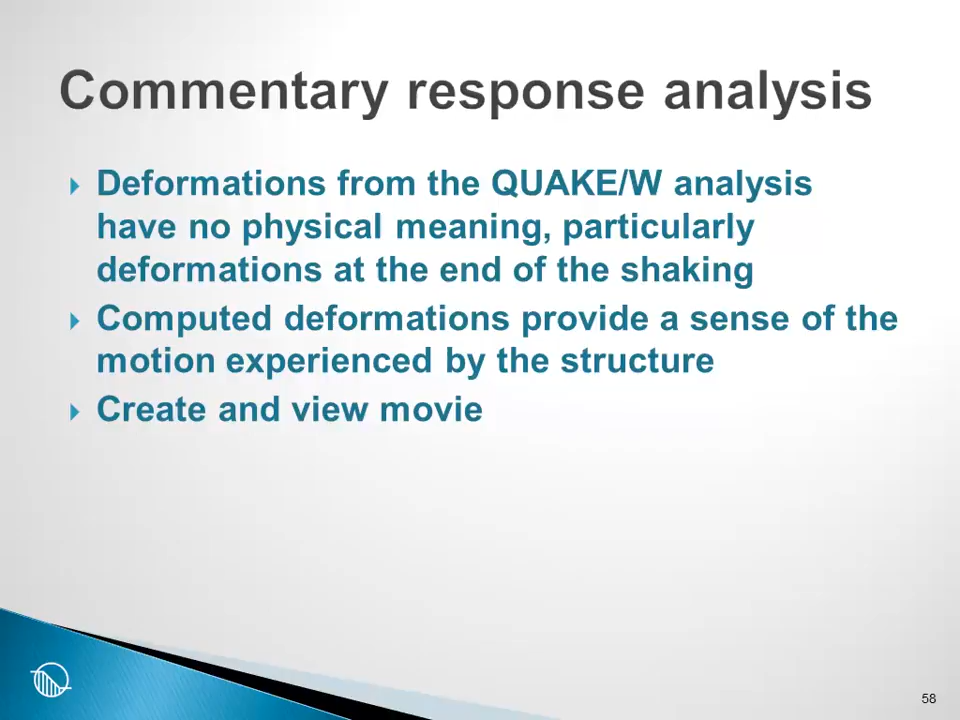 Commentary response analysis
Deformations from the QUAKE/W analysis
have no physical meaning, particularly
deformations at the end of the shaking
Computed deformations provide a sense of the
motion experienced by the structure
Create and view movie
58